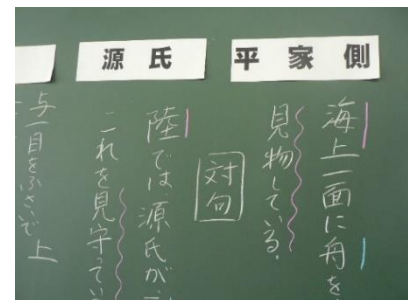 平家側
海上一面に舟を
見物している。
対句
源氏
陸では源氏が
これを見守ってい
与一目をふさいで 上